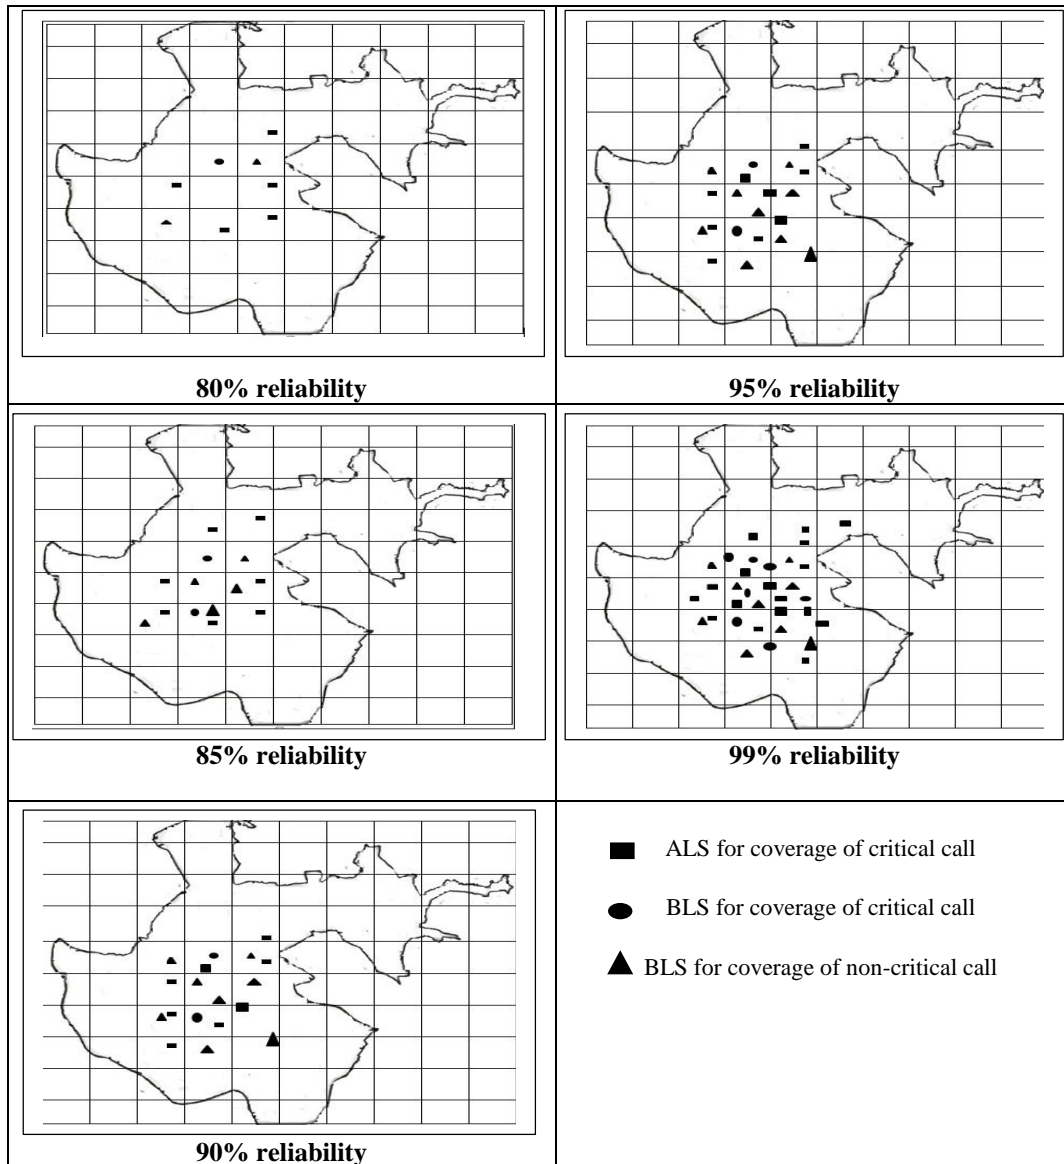 80% reliability
95% reliability
85% reliability
99% reliability
90% reliability
ALS for coverage of critical call
BLS for coverage of critical call
BLS for coverage of non-critical call